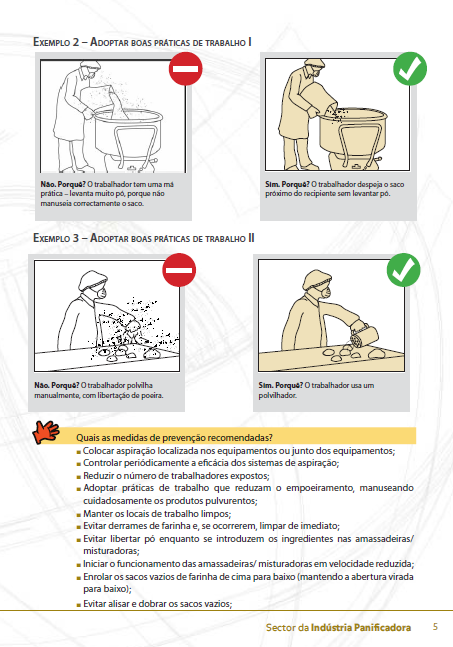 EXEMPLO 2 – ADOPTAR BOAS PRÁTICAS DE TRABALHO I
Não. Porquê? O trabalhador tem uma má
prática – levanta muito pó, porque não
manuseia correctamente o saco.
Sim. Porquê? O trabalhador despeja o saco
próximo do recipiente sem levantar pó.
EXEMPLO 3 – ADOPTAR BOAS PRÁTICAS DE TRABALHO II
Não. Porquê? O trabalhador polvilha
manualmente, com libertação de poeira.
Sim. Porquê? O trabalhador usa um
polvilhador.
Quais as medidas de prevenção recomendadas?
■ Colocar aspiração localizada nos equipamentos ou junto dos equipamentos;
■ Controlar periódicamente a eficácia dos sistemas de aspiração;
■ Reduzir o número de trabalhadores expostos;
■ Adoptar práticas de trabalho que reduzam o empoeiramento, manuseando
cuidadosamente os produtos pulvurentos;
■ Manter os locais de trabalho limpos;
■ Evitar derrames de farinha e, se ocorrerem, limpar de imediato;
■ Evitar libertar pó enquanto se introduzem os ingredientes nas amassadeiras/
misturadoras;
■ Iniciar o funcionamento das amassadeiras/ misturadoras em velocidade reduzida;
■ Enrolar os sacos vazios de farinha de cima para baixo (mantendo a abertura virada
para baixo);
■ Evitar alisar e dobrar os sacos vazios;
Sector da Indústria Panificadora 5